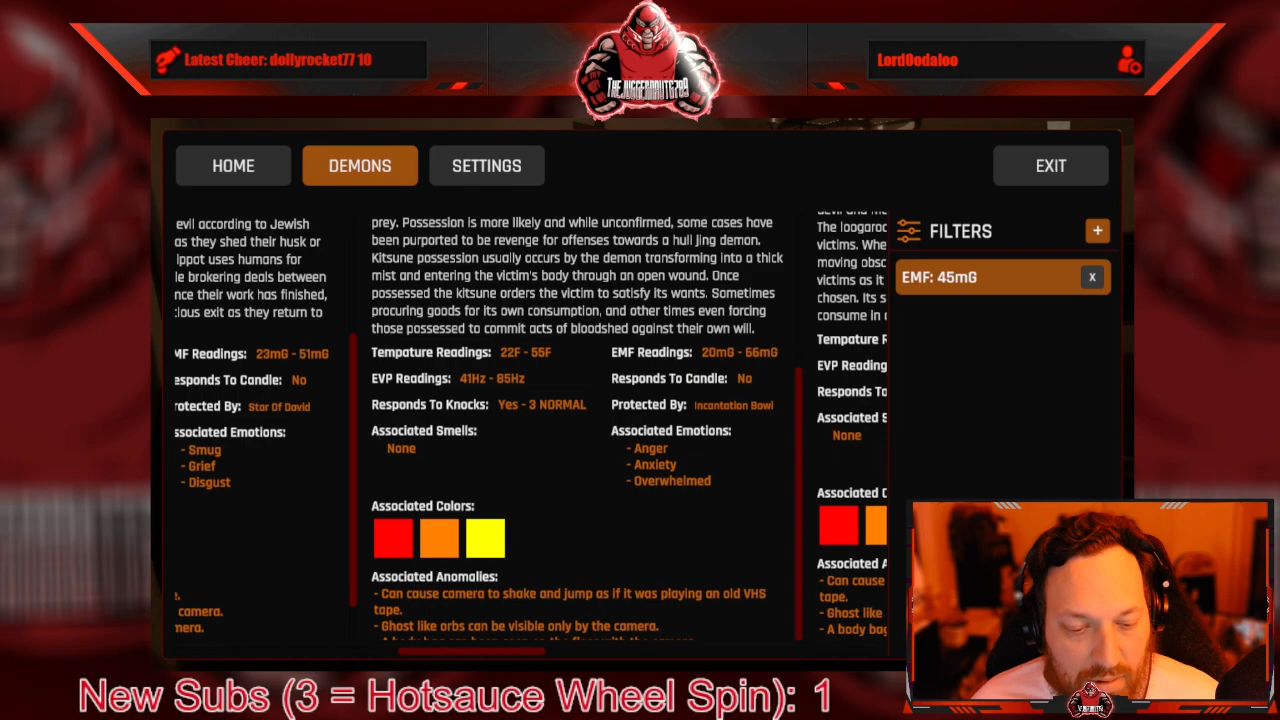 Latest Cheer: dollyrocket77 10
THEJUGGERNAUT6789
LordOodaloo
HOME
DEMONS
SETTINGS
EXIT
evil according to Jewish
as they shed their husk or
ippot uses humans for
le brokering deals between
nce their work has finished,
ious exit as they return to
MF Readings: 23mG - 51mG
esponds To Candle: No
rotected By: Star Of David
ssociated Emotions:
- Smug
- Grief
- Disgust
camera.
mera.
prey. Possession is more likely and while unconfirmed, some cases have
been purported to be revenge for offenses towards a huli jing demon.
Kitsune possession usually occurs by the demon transforming into a thick
mist and entering the victim's body through an open wound. Once
possessed the kitsune orders the victim to satisfy its wants. Sometimes
procuring goods for its own consumption, and other times even forcing
those possessed to commit acts of bloodshed against their own will.
Tempature Readings: 22F - 55F
EMF Readings: 20mG - 66mG
EVP Readings: 41Hz - 85Hz
Responds To Candle: No
Responds To Knocks: Yes - 3 NORMAL
Protected By: Incantation Bowl
Associated Smells:
None
Associated Emotions:
- Anger
- Anxiety
- Overwhelmed
Associated Colors:
Associated Anomalies:
- Can cause camera to shake and jump as if it was playing an old VHS
tape.
- Ghost like orbs can be visible only by the camera.
The loogaroo
victims. Whe
moving obsc
victims as it
chosen. Its s
consume in
Tempature R
EVP Reading
Responds To
Associated S
None
Associated C
Associated A
- Can cause
tape.
- Ghost like
- A body bag
FILTERS
+
EMF: 45mG
X
New Subs (3 = Hotsauce Wheel Spin): 1